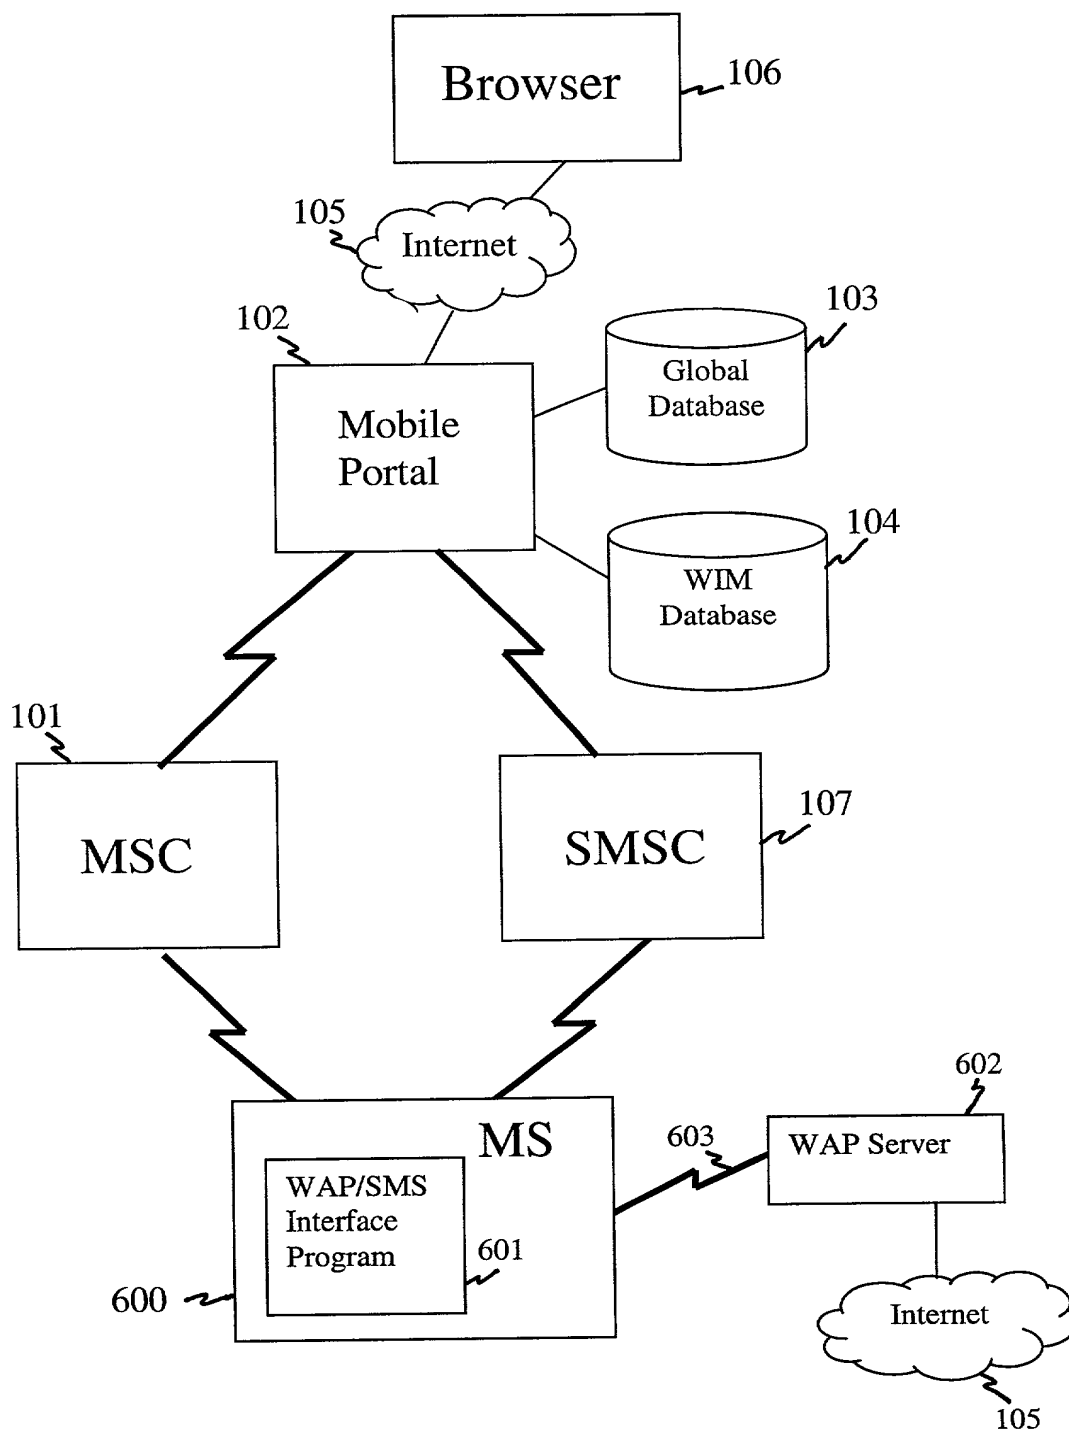 Browser
106
105
Internet
102
103
Global
Database
Mobile
Portal
104
WIM
Database
101
107
MSC
SMSC
602
603
MS
WAP Server
WAP/SMS
Interface
Program
601
600
Internet
105